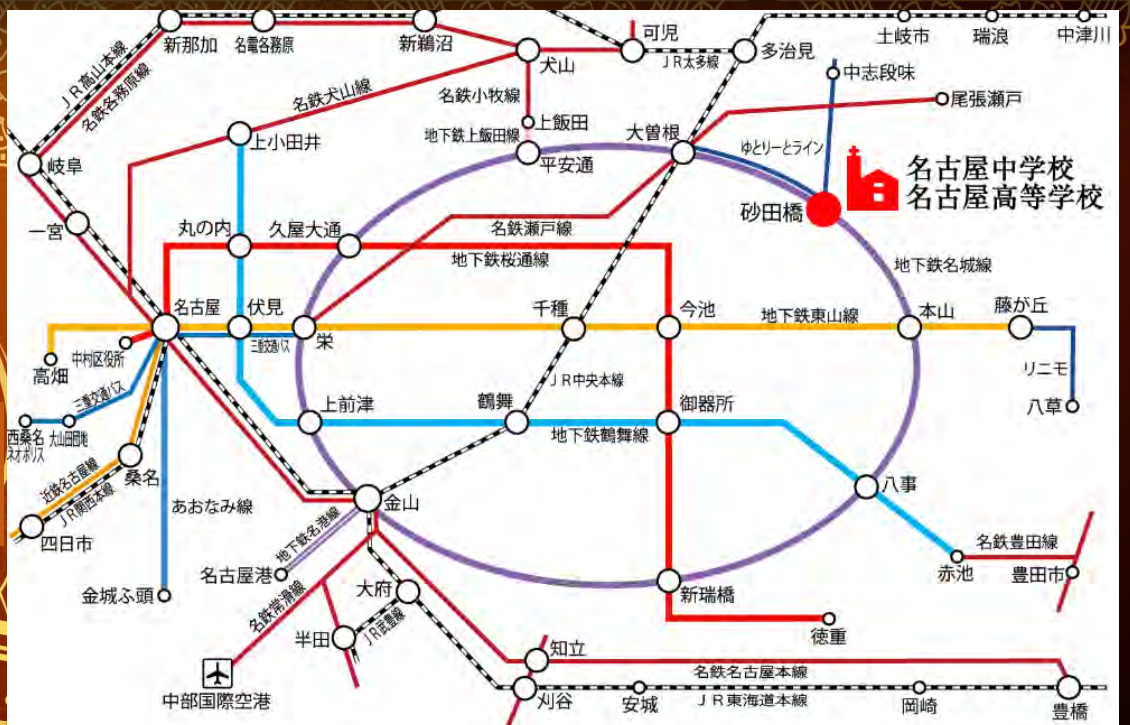 新那加
名電各務原
新鵜沼
可児
土岐市
瑞浪
中津川
多治見
JR太多線
犬山
JR高山本線
名鉄各務原線
中志段味
名鉄小牧線
名鉄犬山線
尾張瀬戸
上飯田
地下鉄上飯田線
大曽根
上小田井
ゆとりーとライン
平安通
岐阜
名古屋中学校
名古屋高等学校
砂田橋
一宮
丸の内
久屋大通
名鉄瀬戸線
地下鉄桜通線
地下鉄名城線
名古屋
伏見
千種
今池
地下鉄東山線
本山
藤が丘
栄
三重交通バス
中村区役所
高畑
リニモ
JR中央本線
三重交通バス
八草
上前津
鶴舞
御器所
地下鉄鶴舞線
西桑名
ネオポリス
大山田団地
桑名
近鉄名古屋線
JR関西本線
八事
あおなみ線
金山
四日市
地下鉄名港線
名鉄豊田線
名古屋港
赤池
豊田市
金城ふ頭
大府
新瑞橋
名鉄常滑線
半田
JR武豊線
徳重
知立
名鉄名古屋本線
中部国際空港
刈谷
安城
JR東海道本線
岡崎
豊橋